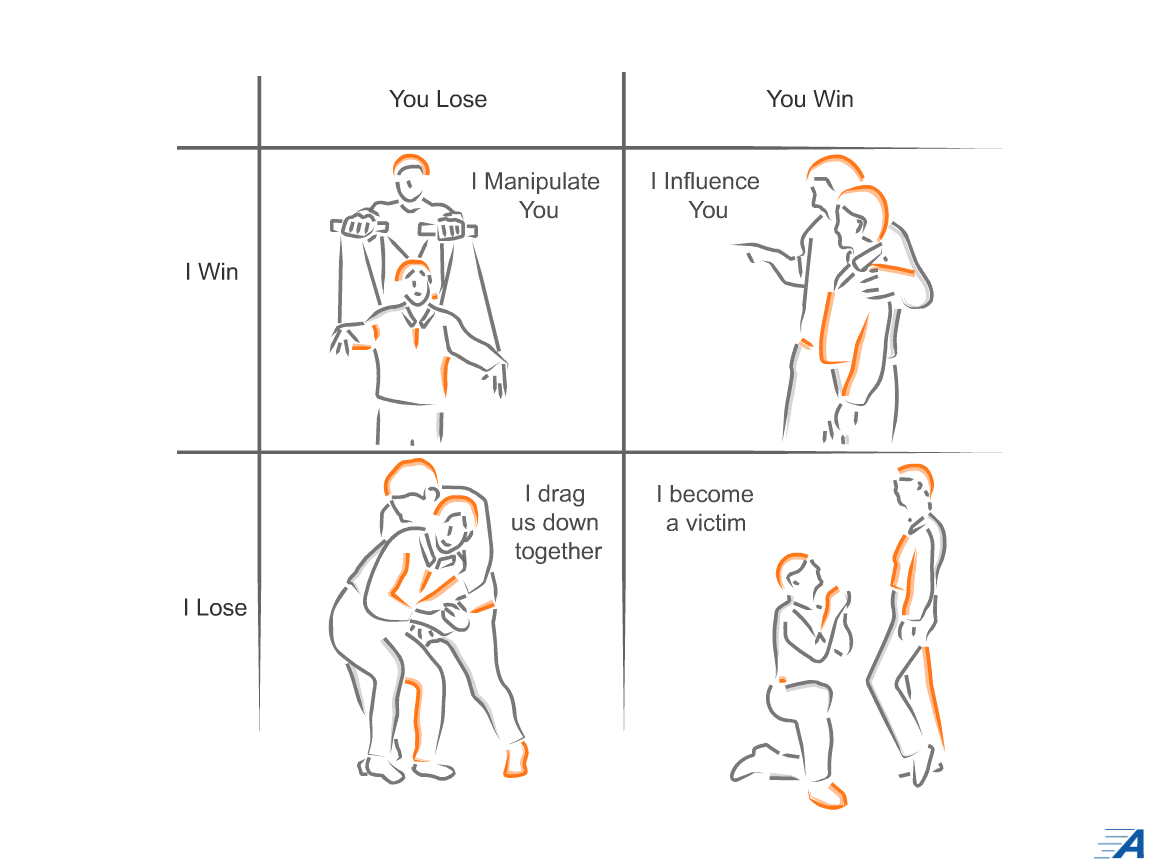 You Lose
You Win
I Win
I Manipulate
You
I Influence
You
I Lose
I drag
us down
together
I become
a victim
A